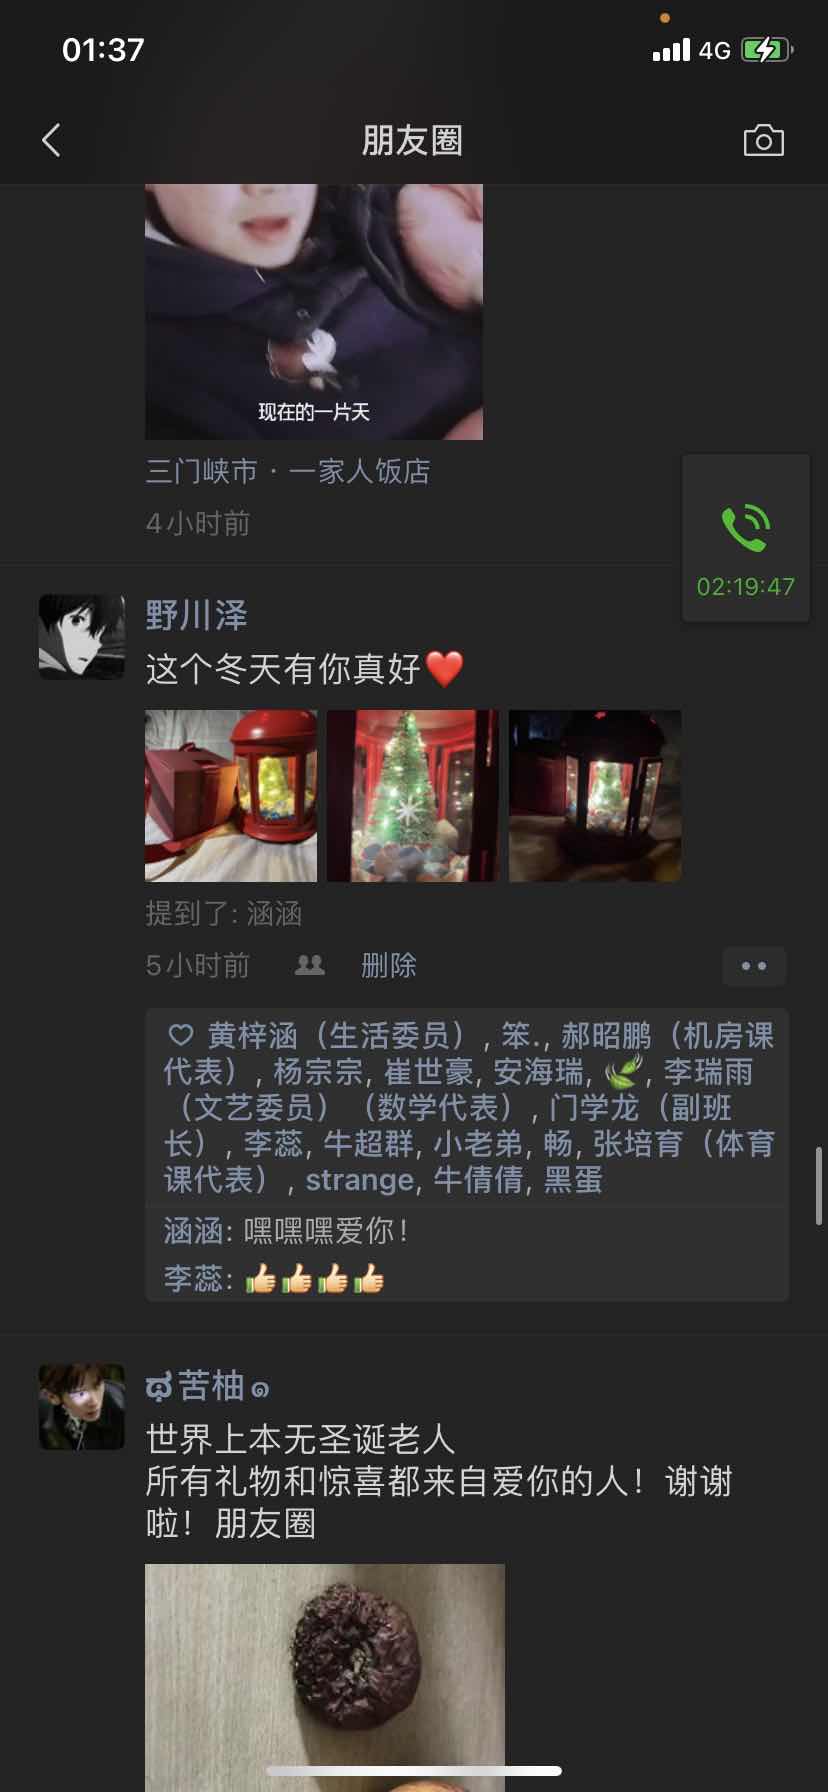 01:37
4G
朋友圈
现在的一片天
三门峡市 · 一家人饭店
4小时前
02:19:47
野川泽
这个冬天有你真好❤️
提到了: 涵涵
5小时前 删除
黄梓涵（生活委员）, 笨., 郝昭鹏（机房课
代表）, 杨宗宗, 崔世豪, 安海瑞, 🌿, 李瑞雨
（文艺委员）（数学代表）, 门学龙（副班
长）, 李蕊, 牛超群, 小老弟, 畅, 张培育（体育
课代表）, strange, 牛倩倩, 黑蛋
涵涵: 嘿嘿嘿爱你！
李蕊: 👍👍👍👍
苦柚๑
世界上本无圣诞老人
所有礼物和惊喜都来自爱你的人！谢谢
啦！朋友圈